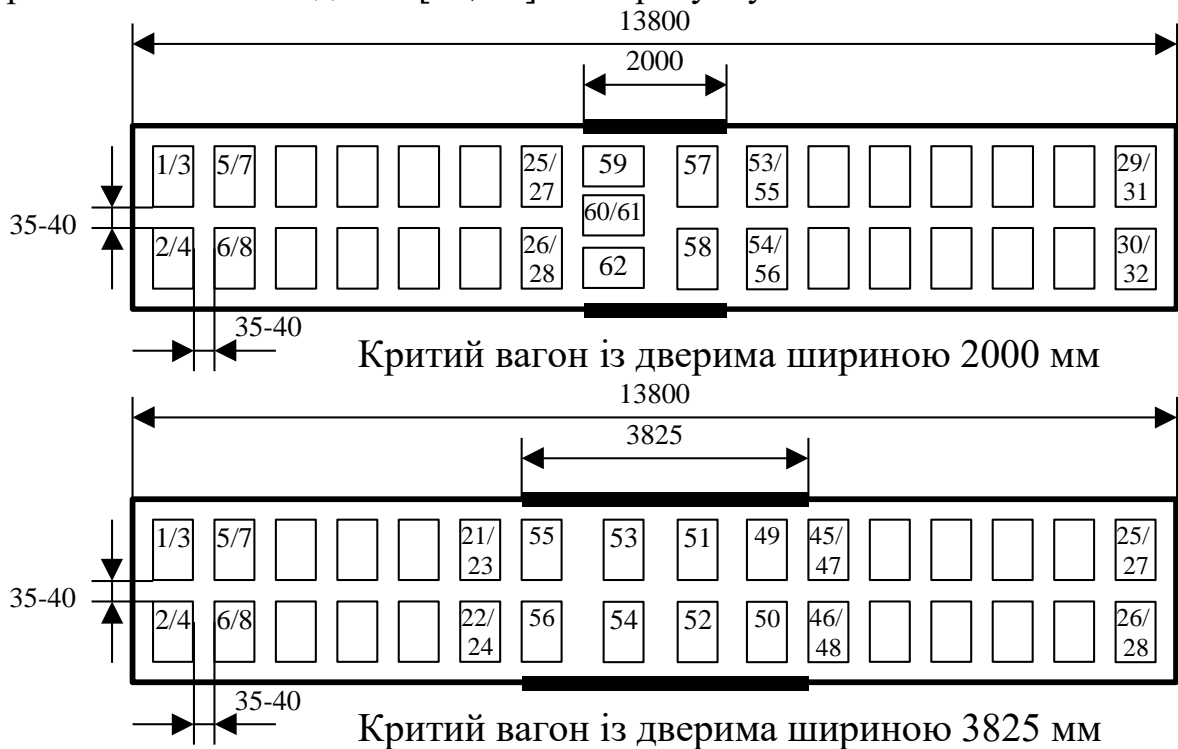 13800
2000
1/3 5/7 25/ 59 57 53/ 29/
27 55 31
35-40 60/61
2/4 6/8 26/ 62 58 54/ 30/
28 56 32
35-40
Критий вагон із дверима шириною 2000 мм
13800
3825
1/3 5/7 21/ 55 53 51 49 45/ 25/
23 47 27
35-40
2/4 6/8 22/ 56 54 52 50 46/ 26/
24 48 28
35-40
Критий вагон із дверима шириною 3825 мм